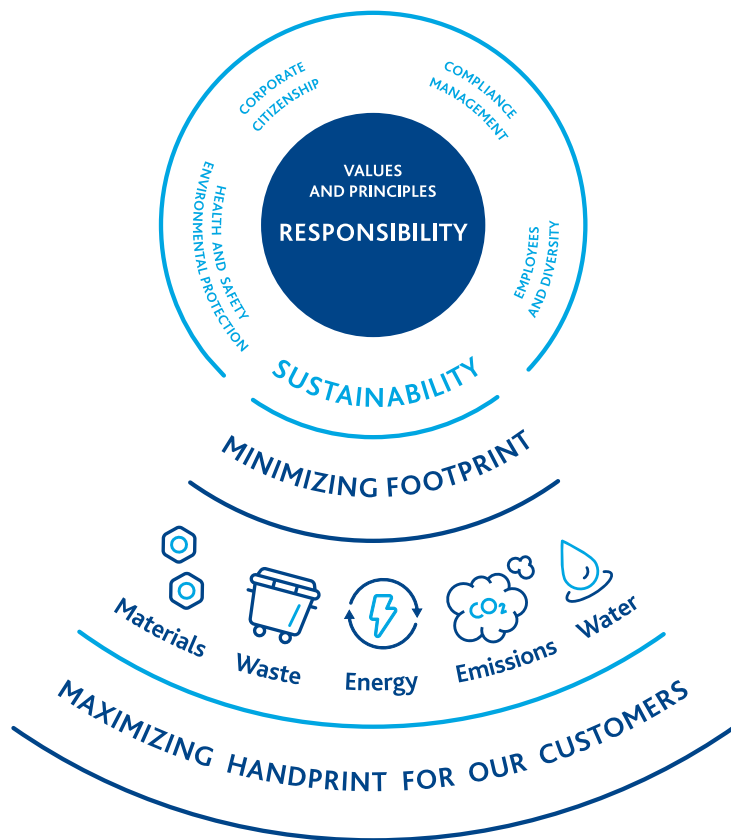 CORPORATE
CITIZENSHIP
COMPLIANCE
MANAGEMENT
VALUES
AND PRINCIPLES
RESPONSIBILITY
HEALTH AND SAFETY
ENVIRONMENTAL PROTECTION
EMPLOYEES
AND DIVERSITY
SUSTAINABILITY
MINIMIZING FOOTPRINT
Materials
Waste
Energy
CO₂
Emissions
Water
MAXIMIZING HANDPRINT FOR OUR CUSTOMERS